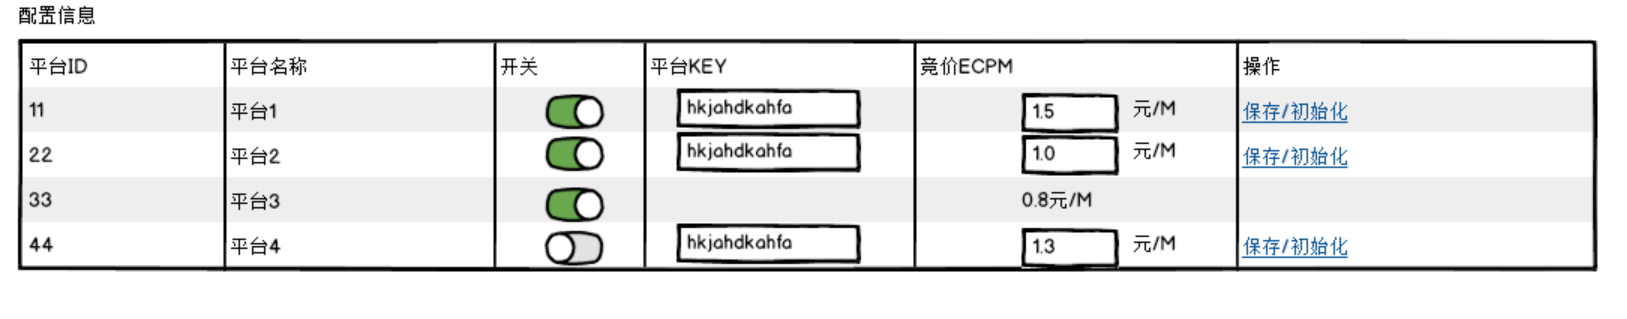 配置信息
平台ID 平台名称 开关 平台KEY 竞价ECPM 操作
11 平台1 hkjahdkahfa 1.5 元/M 保存/初始化
22 平台2 hkjahdkahfa 1.0 元/M 保存/初始化
33 平台3 0.8元/M
44 平台4 hkjahdkahfa 1.3 元/M 保存/初始化